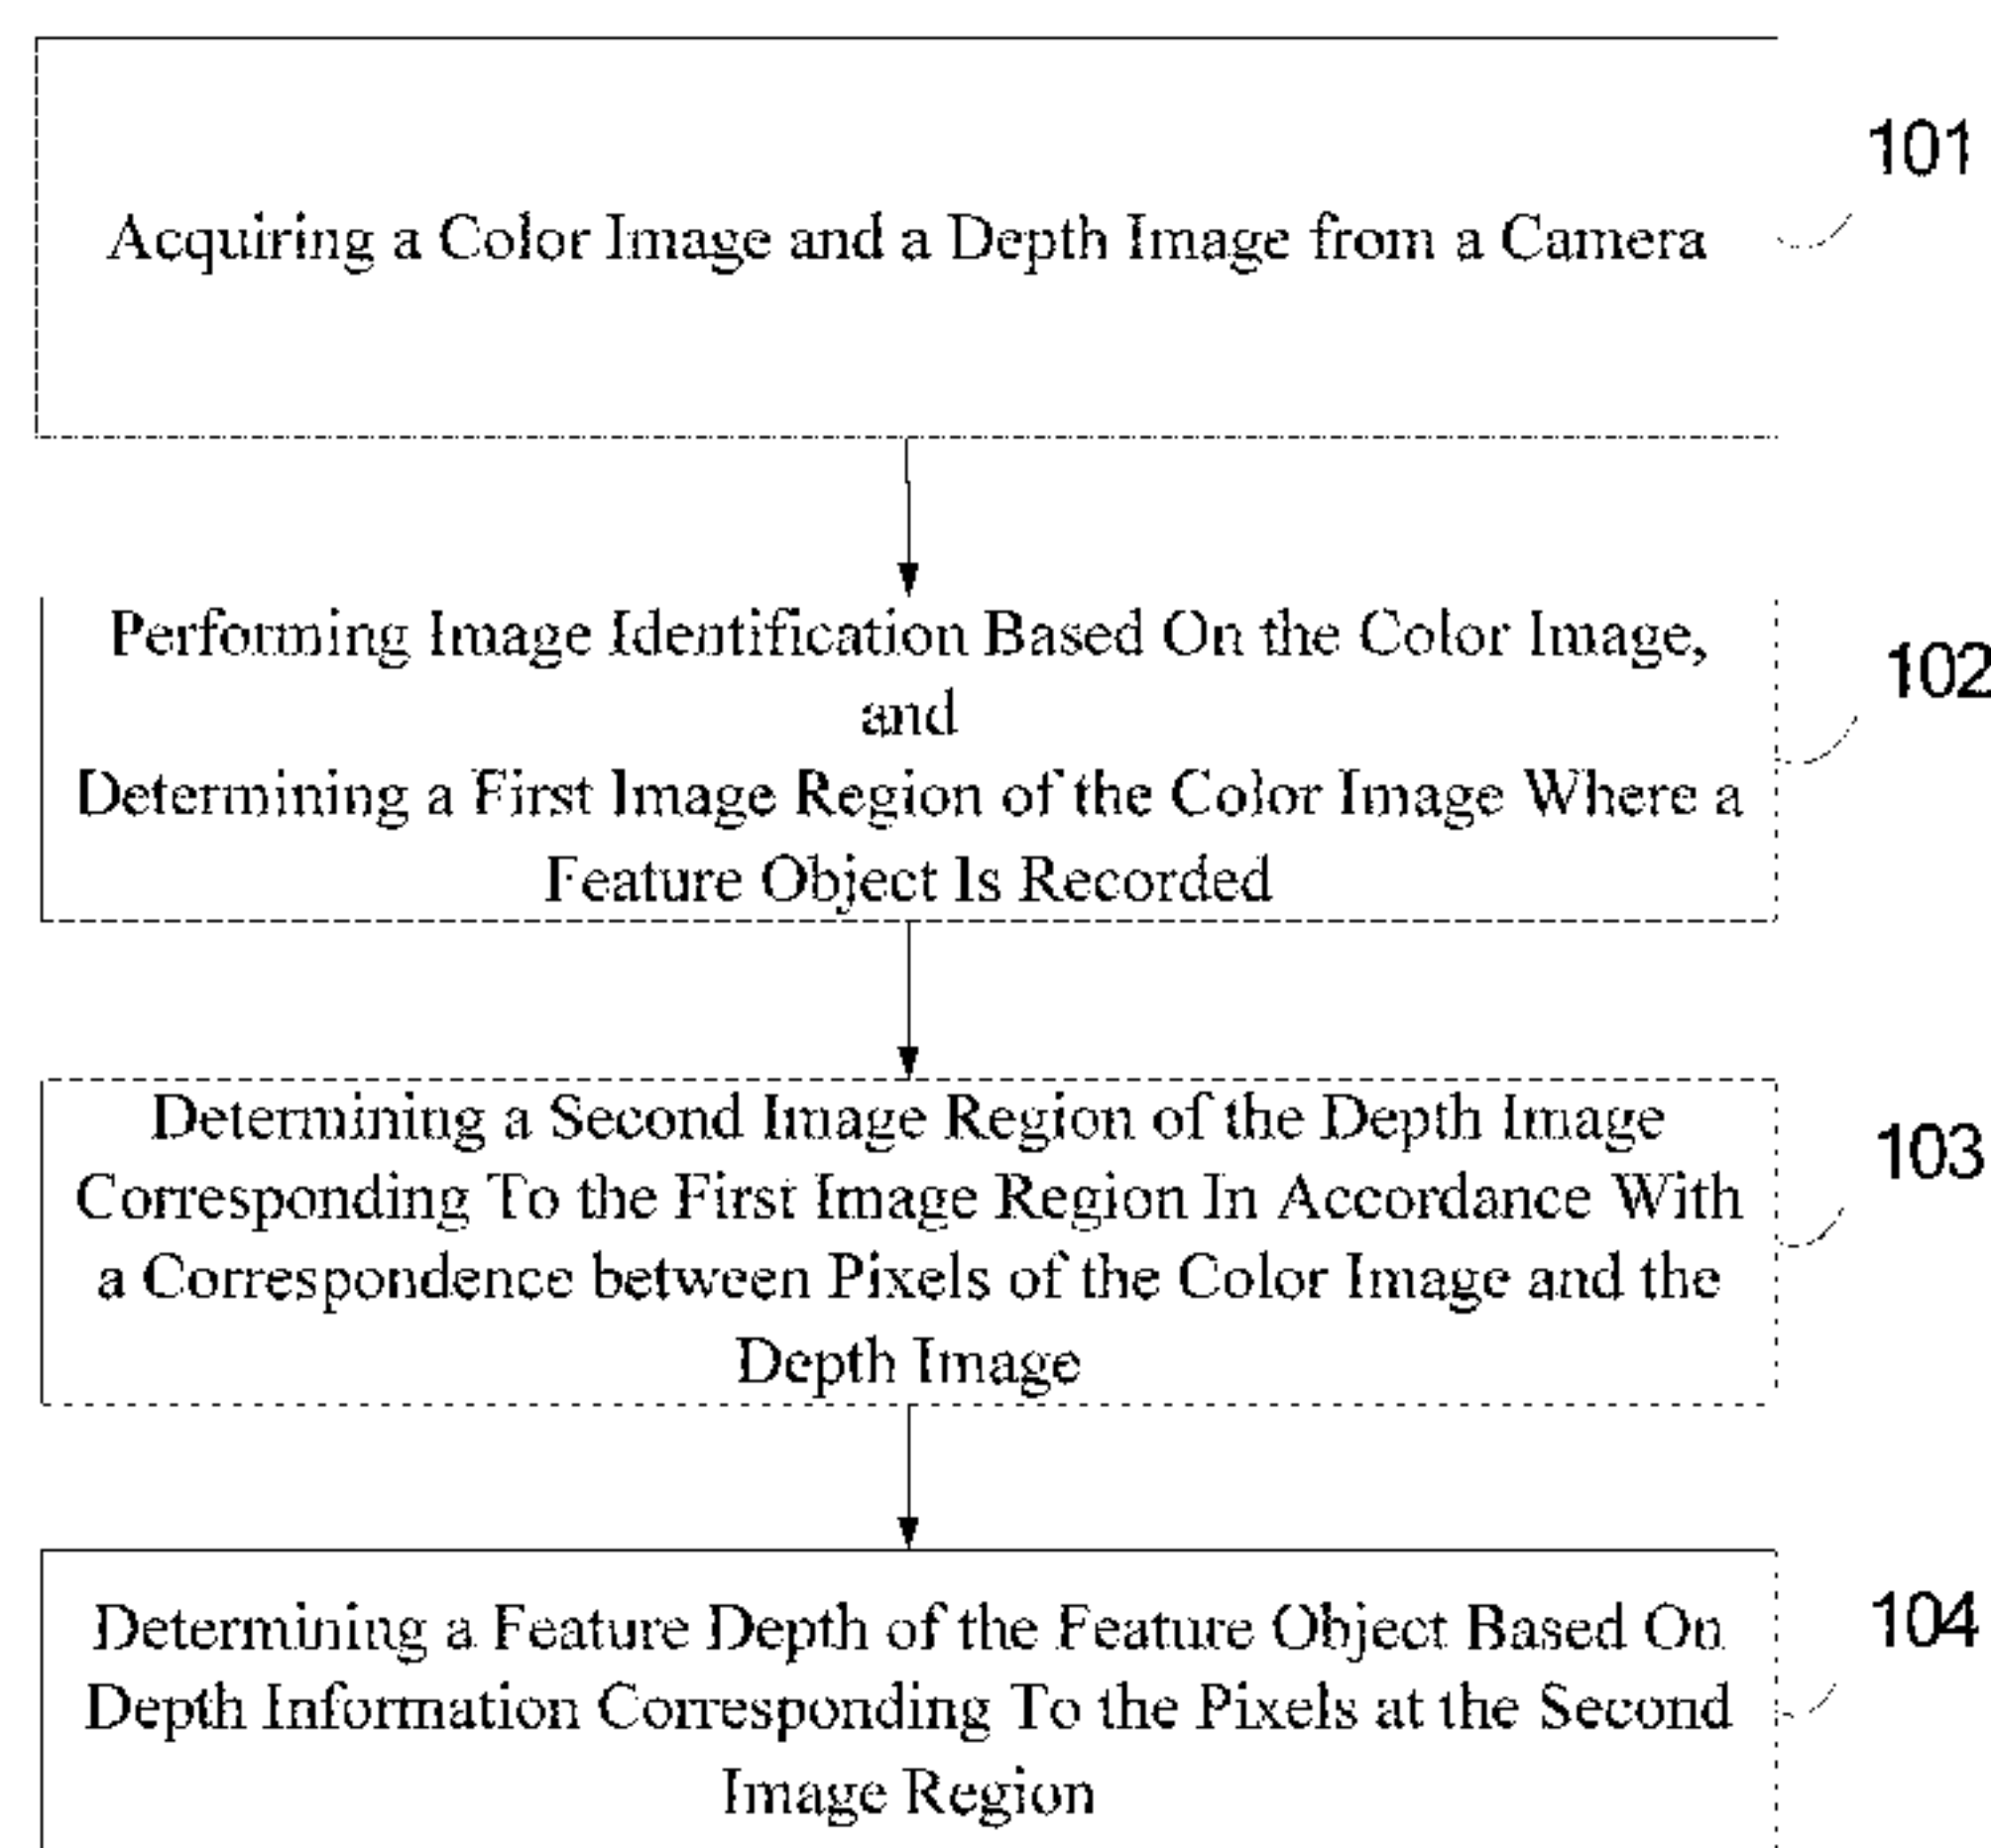 101
Acquiring a Color Image and a Depth Image from a Camera
Performing Image Identification Based On the Color Image,
and
Determining a First Image Region of the Color Image Where a
Feature Object Is Recorded
102
Determining a Second Image Region of the Depth Image
Corresponding To the First Image Region In Accordance With
a Correspondence between Pixels of the Color Image and the
Depth Image
103
Determining a Feature Depth of the Feature Object Based On
Depth Information Corresponding To the Pixels at the Second
Image Region
104